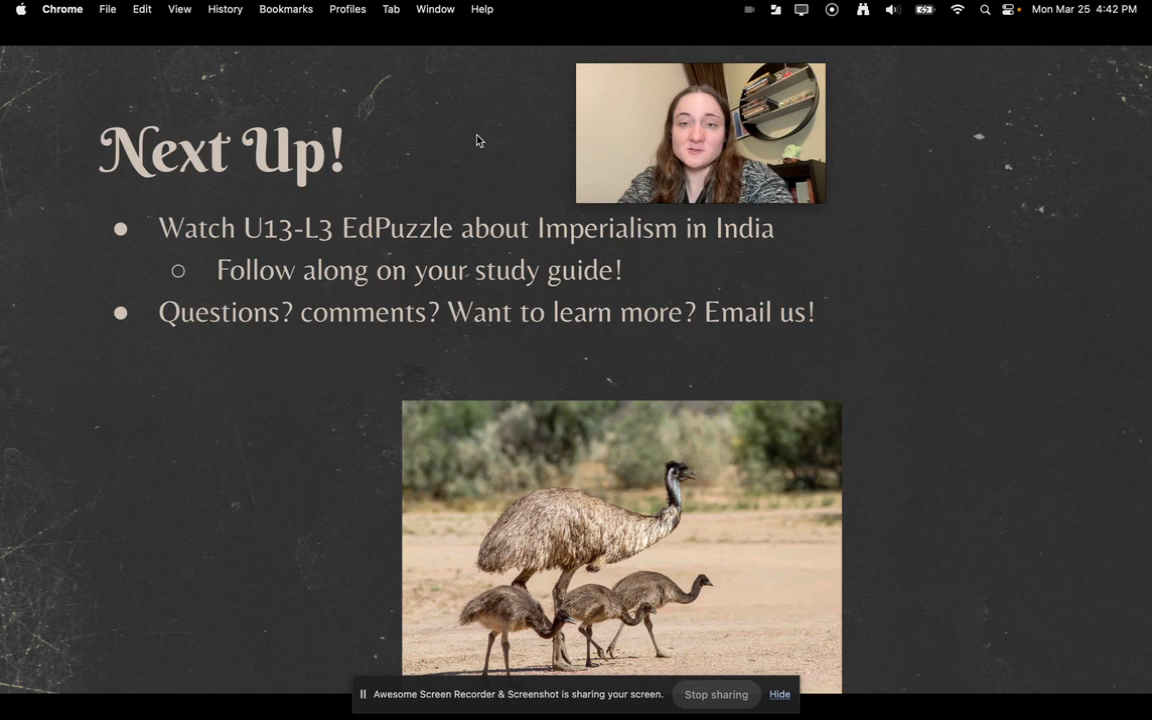 Chrome File Edit View History Bookmarks Profiles Tab Window Help Mon Mar 25 4:42 PM
Next Up!
Watch U13-L3 EdPuzzle about Imperialism in India
Follow along on your study guide!
Questions? comments? Want to learn more? Email us!
Awesome Screen Recorder & Screenshot is sharing your screen. Stop sharing Hide